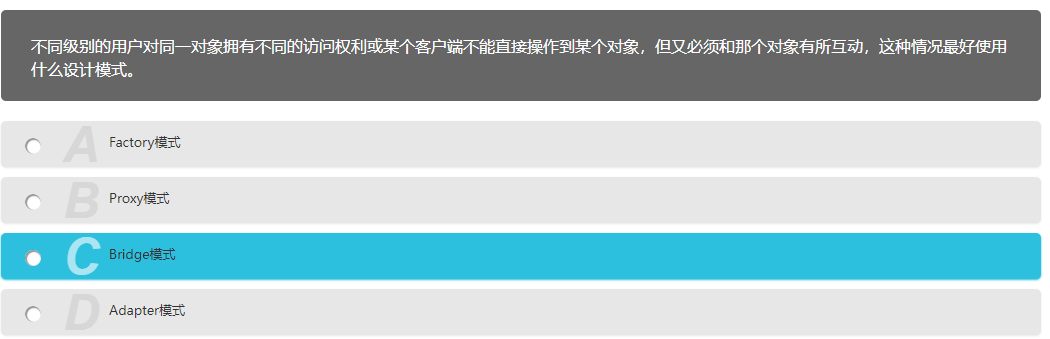 不同级别的用户对同一对象拥有不同的访问权利或某个客户端不能直接操作到某个对象，但又必须和那个对象有所互动，这种情况最好使用
什么设计模式。
A Factory模式
B Proxy模式
C Bridge模式
D Adapter模式